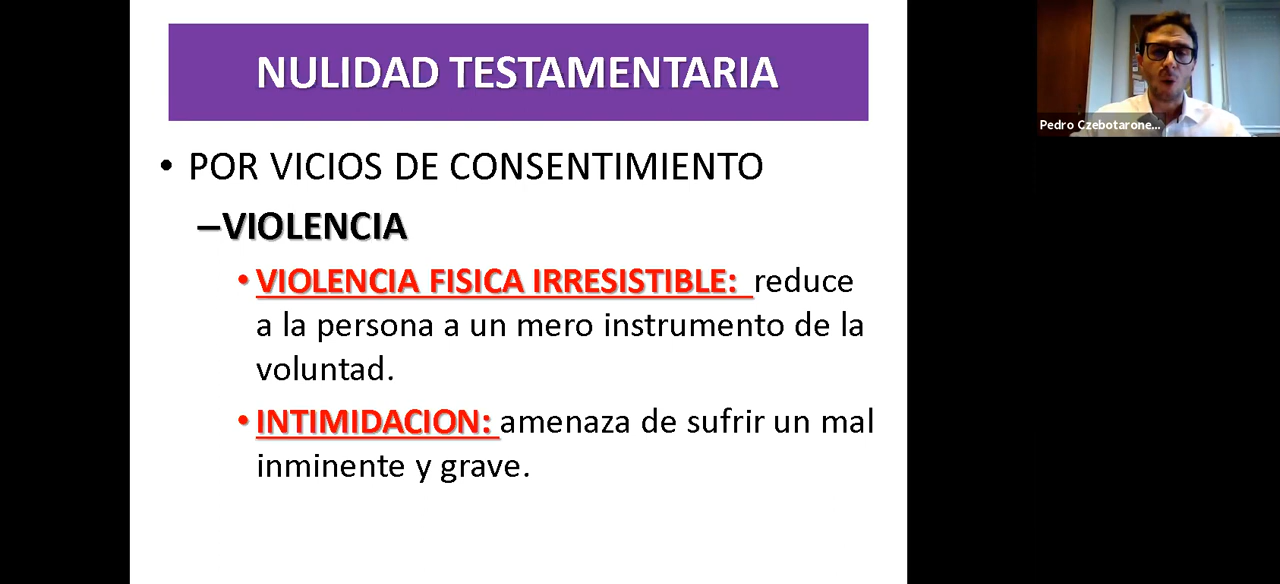 NULIDAD TESTAMENTARIA
• POR VICIOS DE CONSENTIMIENTO
–VIOLENCIA
• VIOLENCIA FISICA IRRESISTIBLE: reduce
a la persona a un mero instrumento de la
voluntad.
• INTIMIDACION: amenaza de sufrir un mal
inminente y grave.
Pedro Czebotarone...